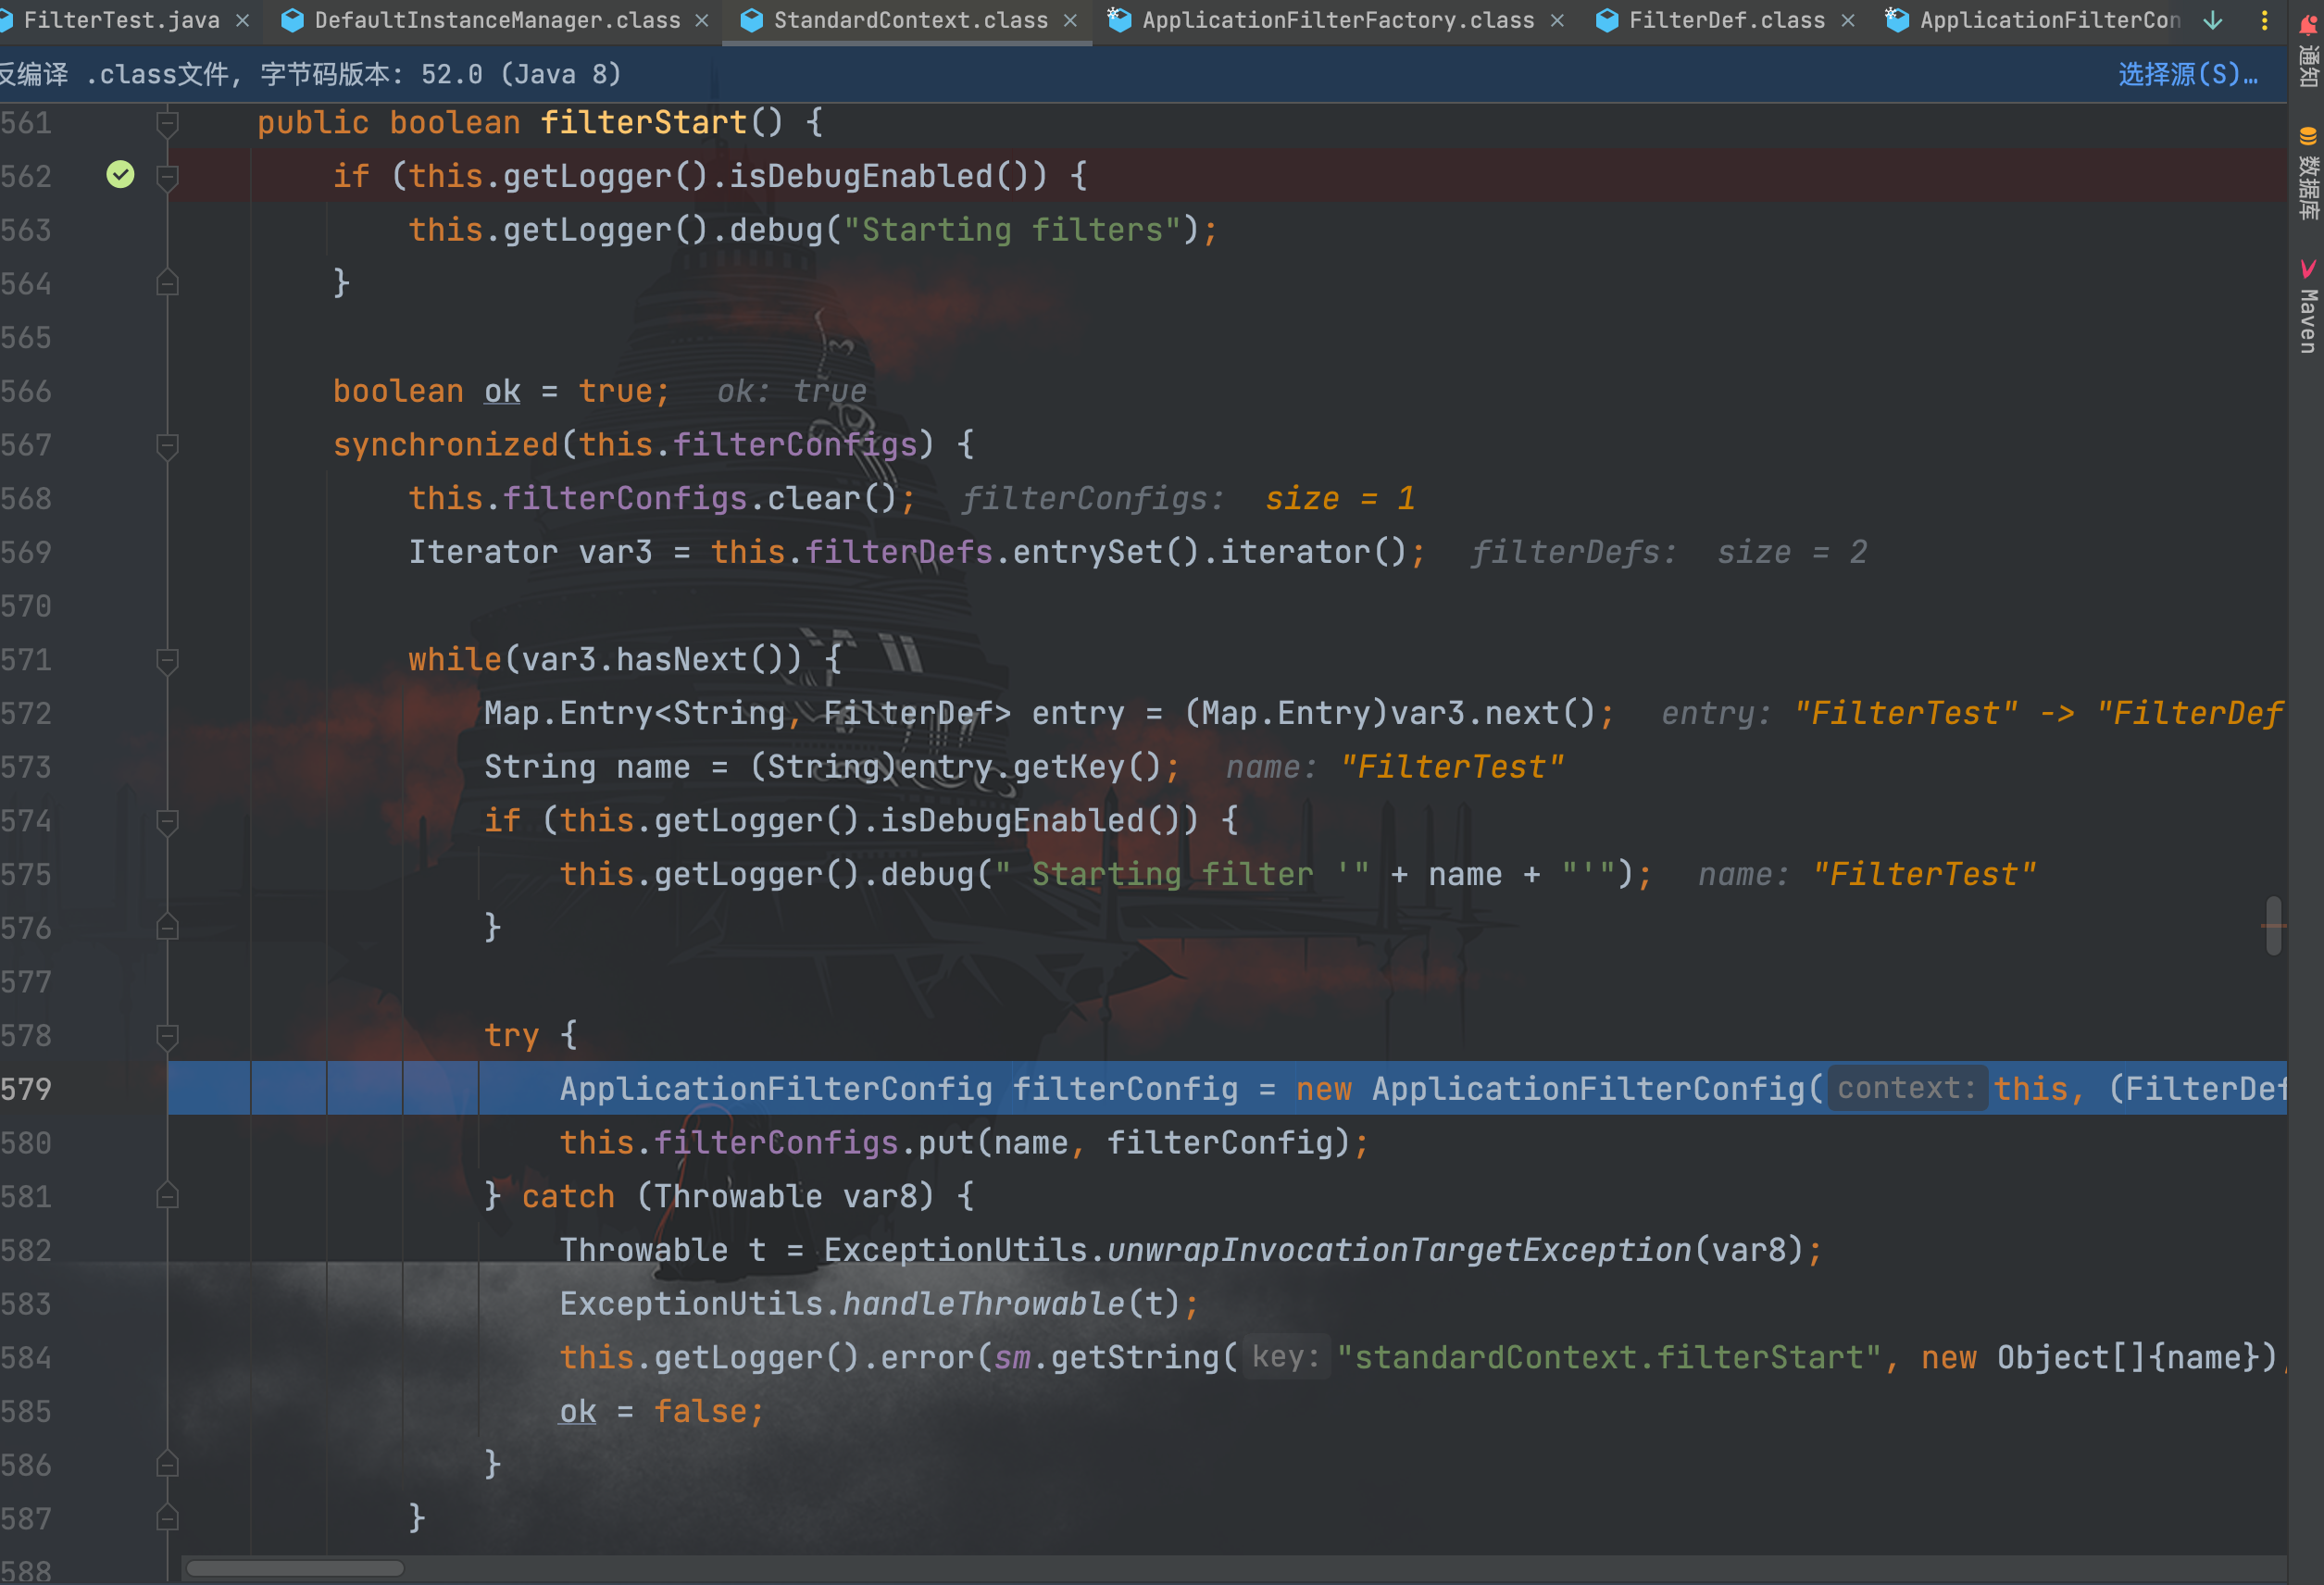 FilterTest.java DefaultInstanceManager.class StandardContext.class ApplicationFilterFactory.class FilterDef.class ApplicationFilterCon
反编译 .class文件, 字节码版本: 52.0 (Java 8) 选择源(S)…
561 public boolean filterStart() {
562 if (this.getLogger().isDebugEnabled()) {
563 this.getLogger().debug("Starting filters");
564 }
565
566 boolean ok = true; ok: true
567 synchronized(this.filterConfigs) {
568 this.filterConfigs.clear(); filterConfigs: size = 1
569 Iterator var3 = this.filterDefs.entrySet().iterator(); filterDefs: size = 2
570
571 while(var3.hasNext()) {
572 Map.Entry<String, FilterDef> entry = (Map.Entry)var3.next(); entry: "FilterTest" -> "FilterDef
573 String name = (String)entry.getKey(); name: "FilterTest"
574 if (this.getLogger().isDebugEnabled()) {
575 this.getLogger().debug(" Starting filter '" + name + "'"); name: "FilterTest"
576 }
577
578 try {
579 ApplicationFilterConfig filterConfig = new ApplicationFilterConfig( context: this, (FilterDef
580 this.filterConfigs.put(name, filterConfig);
581 } catch (Throwable var8) {
582 Throwable t = ExceptionUtils.unwrapInvocationTargetException(var8);
583 ExceptionUtils.handleThrowable(t);
584 this.getLogger().error(sm.getString( key: "standardContext.filterStart", new Object[]{name}),
585 ok = false;
586 }
587 }
588
通知
数据库
Maven